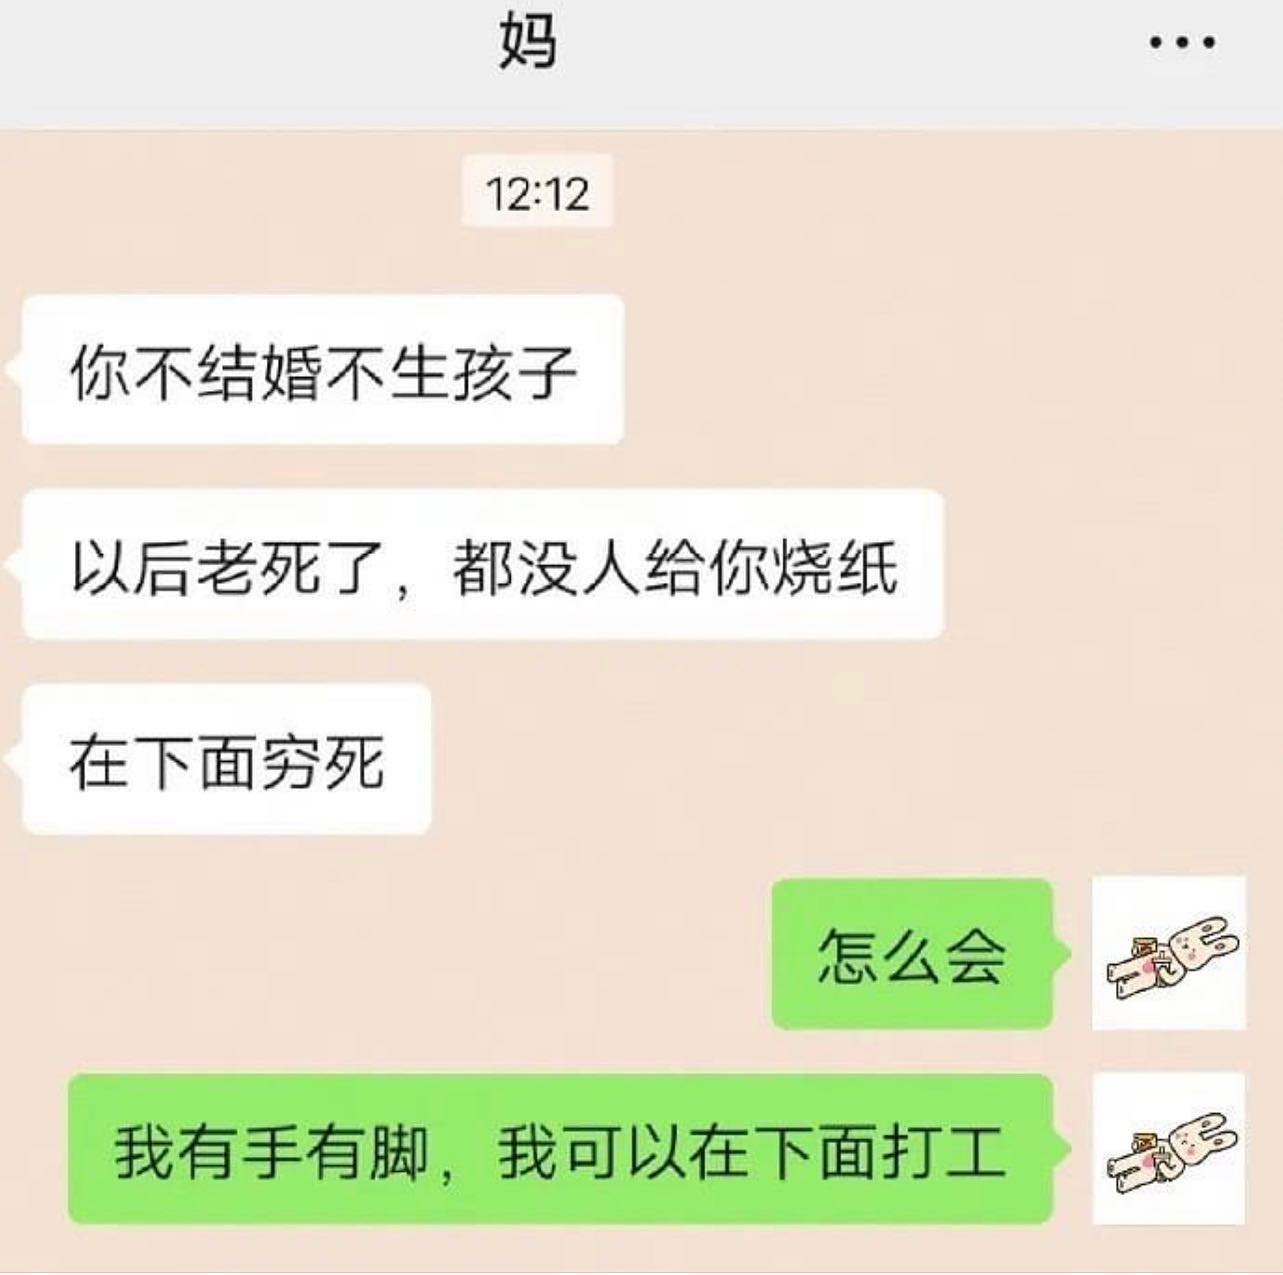 妈
12:12
你不结婚不生孩子
以后老死了，都没人给你烧纸
在下面穷死
怎么会
我有手有脚，我可以在下面打工